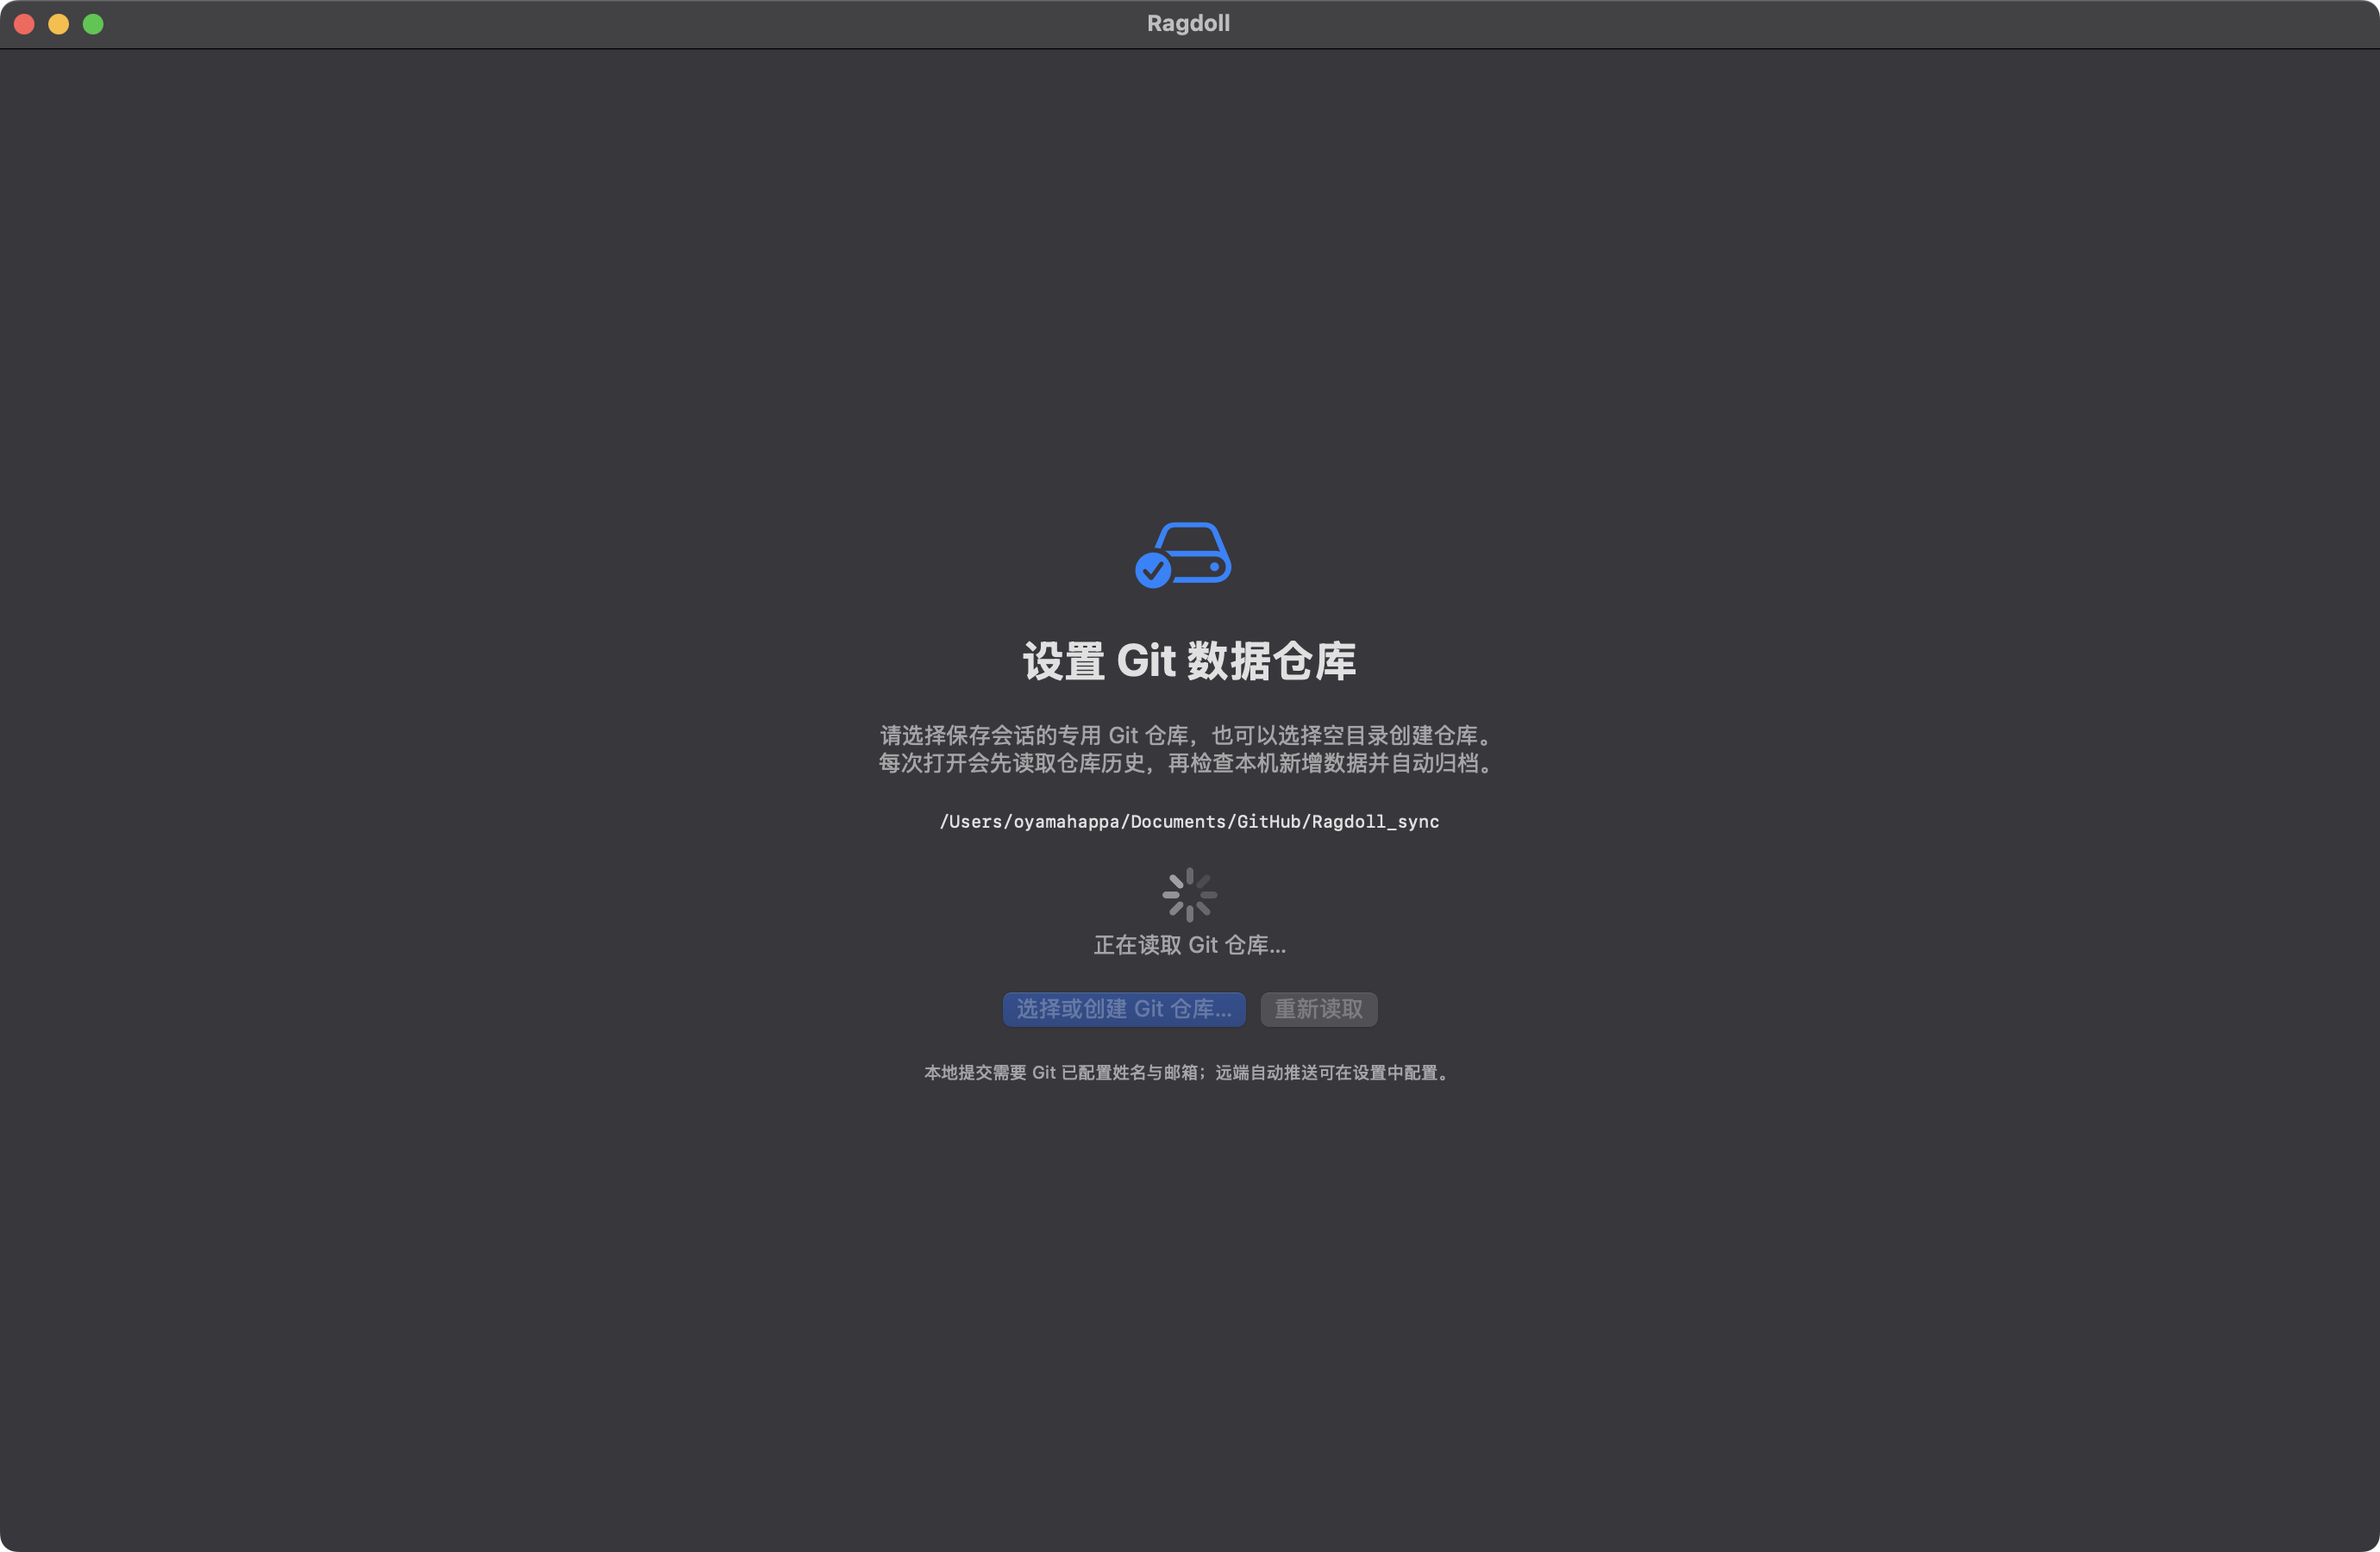 Ragdoll
设置 Git 数据仓库
请选择保存会话的专用 Git 仓库，也可以选择空目录创建仓库。
每次打开会先读取仓库历史，再检查本机新增数据并自动归档。
/Users/oyamahappa/Documents/GitHub/Ragdoll_sync
正在读取 Git 仓库...
选择或创建 Git 仓库... 重新读取
本地提交需要 Git 已配置姓名与邮箱；远端自动推送可在设置中配置。